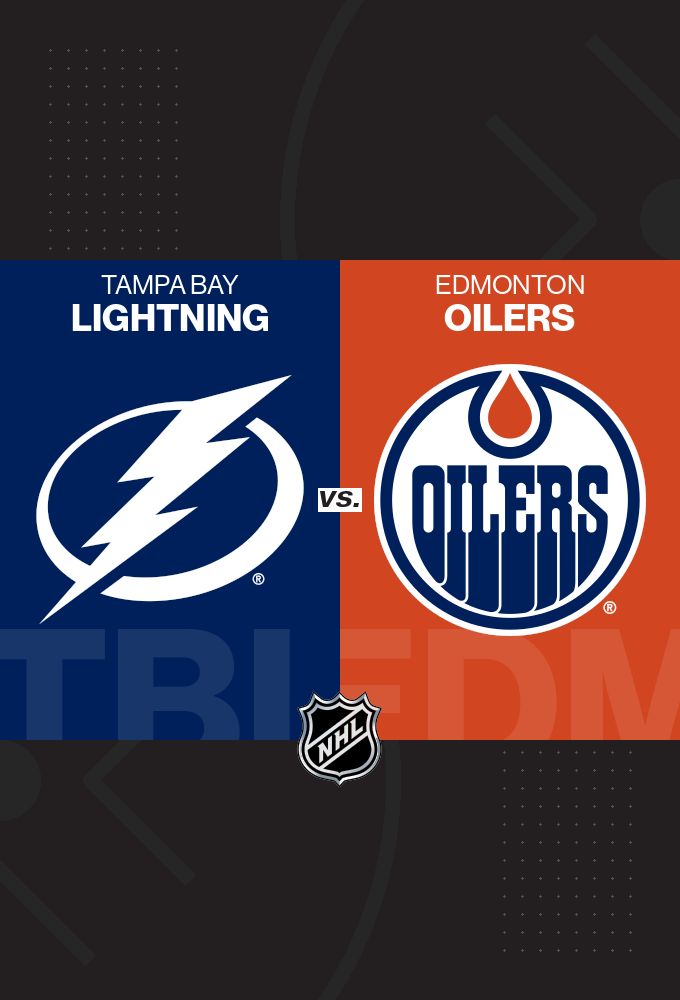 TAMPA BAY
LIGHTNING
EDMONTON
OILERS
vs.
OILERS
®
®
TBL
EDM
NHL